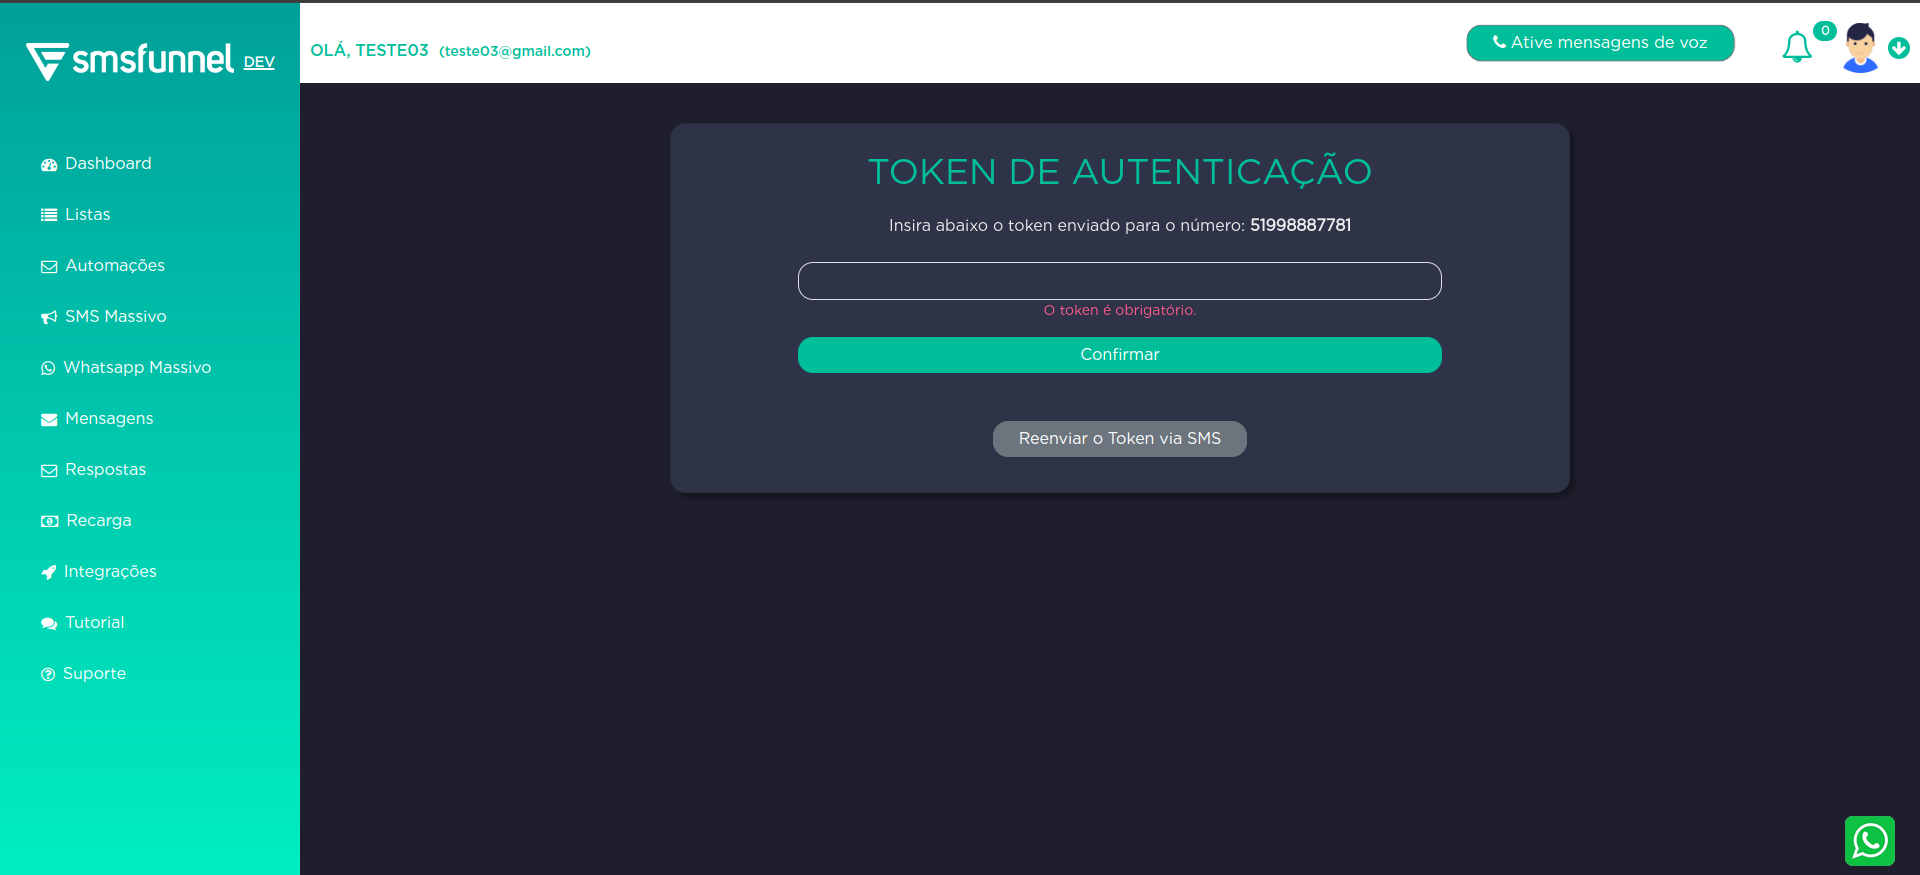 smsfunnel DEV
OLÁ, TESTE03 (teste03@gmail.com)
Ative mensagens de voz
0
Dashboard
Listas
Automações
SMS Massivo
Whatsapp Massivo
Mensagens
Respostas
Recarga
Integrações
Tutorial
Suporte
TOKEN DE AUTENTICAÇÃO
Insira abaixo o token enviado para o número: 51998887781
O token é obrigatório.
Confirmar
Reenviar o Token via SMS